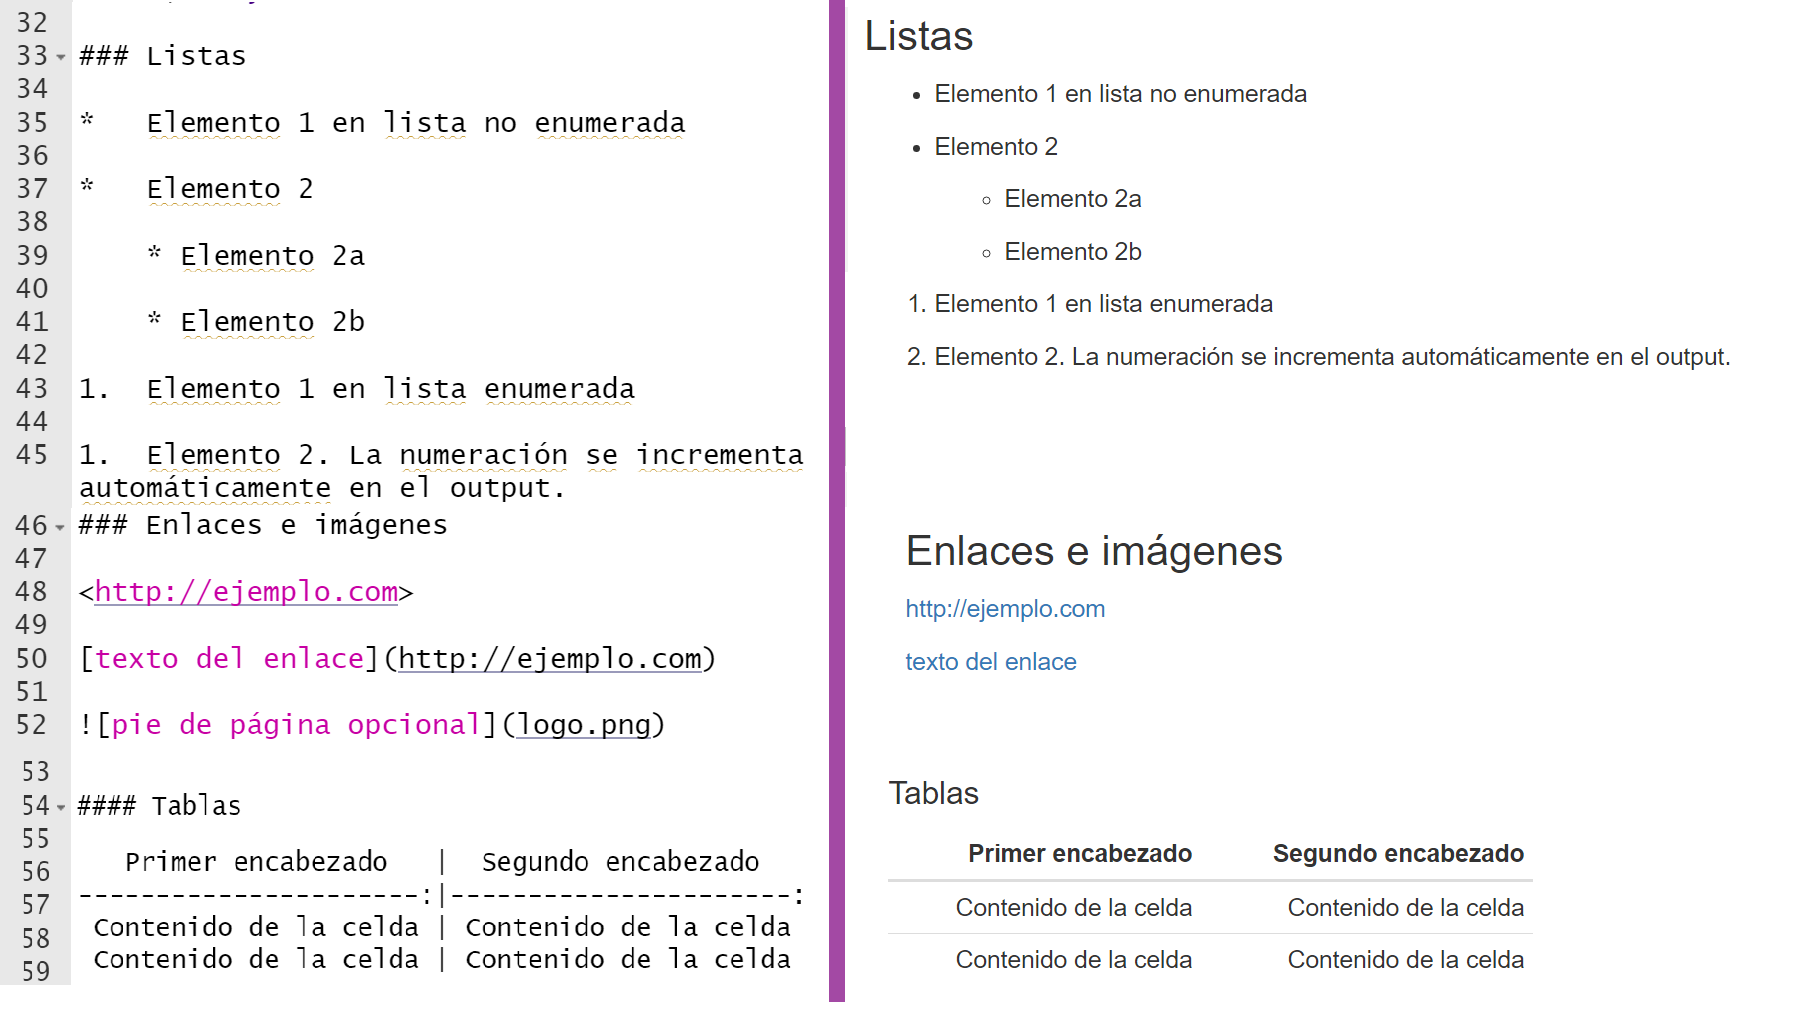 32
33 ### Listas
34
35 *   Elemento 1 en lista no enumerada
36
37 *   Elemento 2
38
39     * Elemento 2a
40
41     * Elemento 2b
42
43 1.  Elemento 1 en lista enumerada
44
45 1.  Elemento 2. La numeración se incrementa
automáticamente en el output.
46 ### Enlaces e imágenes
47
48 <http://ejemplo.com>
49
50 [texto del enlace](http://ejemplo.com)
51
52 ![pie de página opcional](logo.png)
53
54 #### Tablas
55
56    Primer encabezado   |  Segundo encabezado
57 ----------------------:|----------------------:
58  Contenido de la celda | Contenido de la celda
59  Contenido de la celda | Contenido de la celda
Listas
• Elemento 1 en lista no enumerada
• Elemento 2
◦ Elemento 2a
◦ Elemento 2b
1. Elemento 1 en lista enumerada
2. Elemento 2. La numeración se incrementa automáticamente en el output.
Enlaces e imágenes
http://ejemplo.com
texto del enlace
Tablas
Primer encabezado Segundo encabezado
Contenido de la celda Contenido de la celda
Contenido de la celda Contenido de la celda